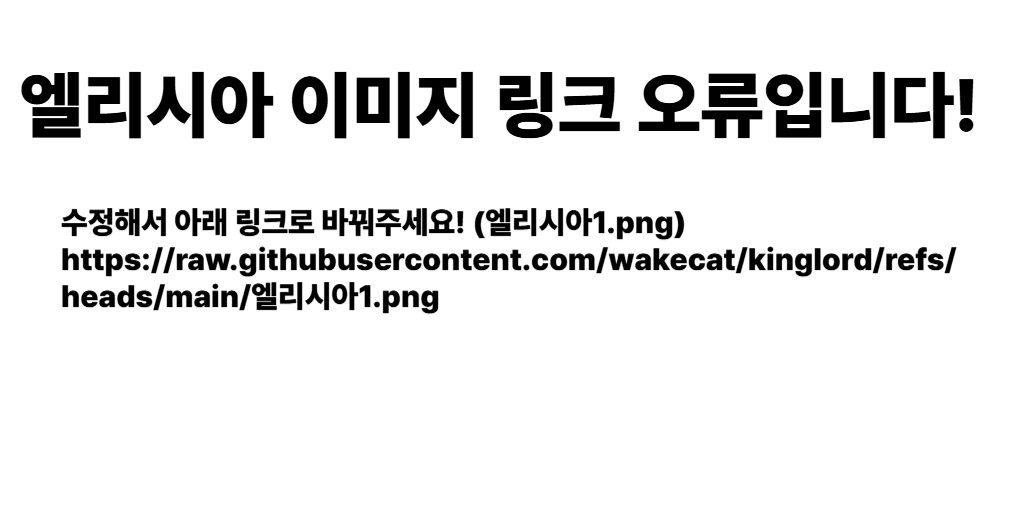 엘리시아 이미지 링크 오류입니다!
수정해서 아래 링크로 바꿔주세요! (엘리시아1.png)
https://raw.githubusercontent.com/wakecat/kinglord/refs/
heads/main/엘리시아1.png